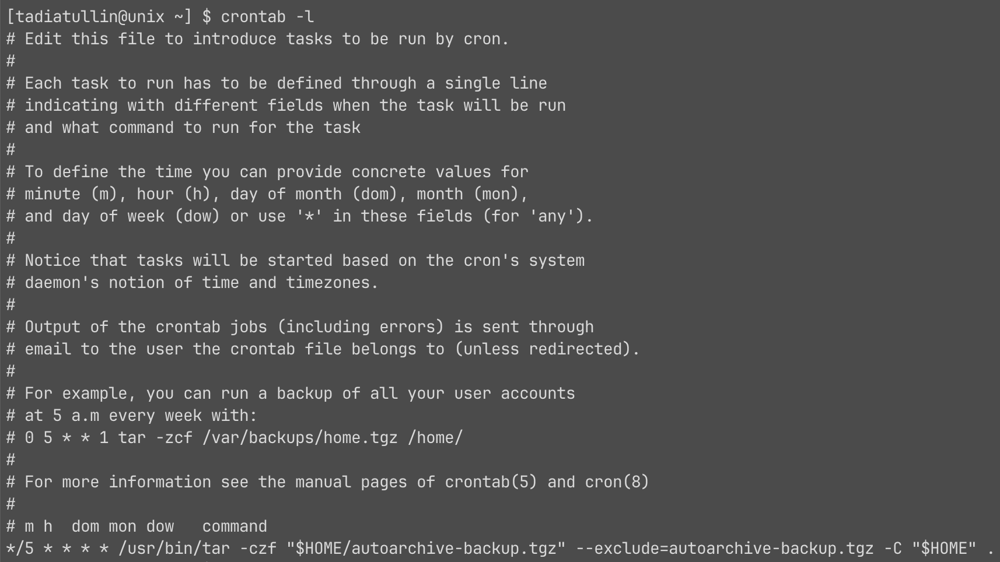 [tadiatullin@unix ~] $ crontab -l
# Edit this file to introduce tasks to be run by cron.
#
# Each task to run has to be defined through a single line
# indicating with different fields when the task will be run
# and what command to run for the task
#
# To define the time you can provide concrete values for
# minute (m), hour (h), day of month (dom), month (mon),
# and day of week (dow) or use '*' in these fields (for 'any').
#
# Notice that tasks will be started based on the cron's system
# daemon's notion of time and timezones.
#
# Output of the crontab jobs (including errors) is sent through
# email to the user the crontab file belongs to (unless redirected).
#
# For example, you can run a backup of all your user accounts
# at 5 a.m every week with:
# 0 5 * * 1 tar -zcf /var/backups/home.tgz /home/
#
# For more information see the manual pages of crontab(5) and cron(8)
#
# m h  dom mon dow   command
*/5 * * * * /usr/bin/tar -czf "$HOME/autoarchive-backup.tgz" --exclude=autoarchive-backup.tgz -C "$HOME" .